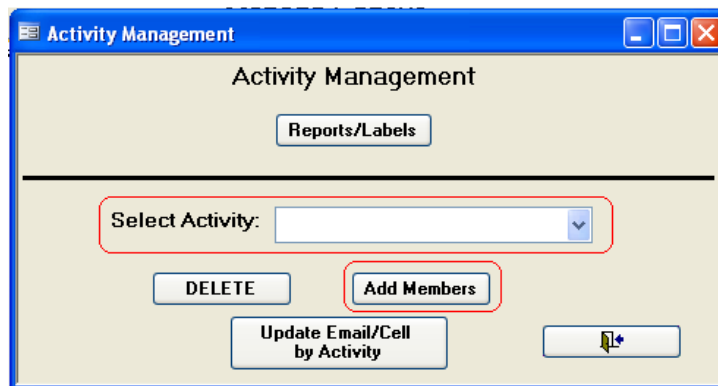 Activity Management
Activity Management
Reports/Labels
Select Activity:
DELETE
Add Members
Update Email/Cell
by Activity